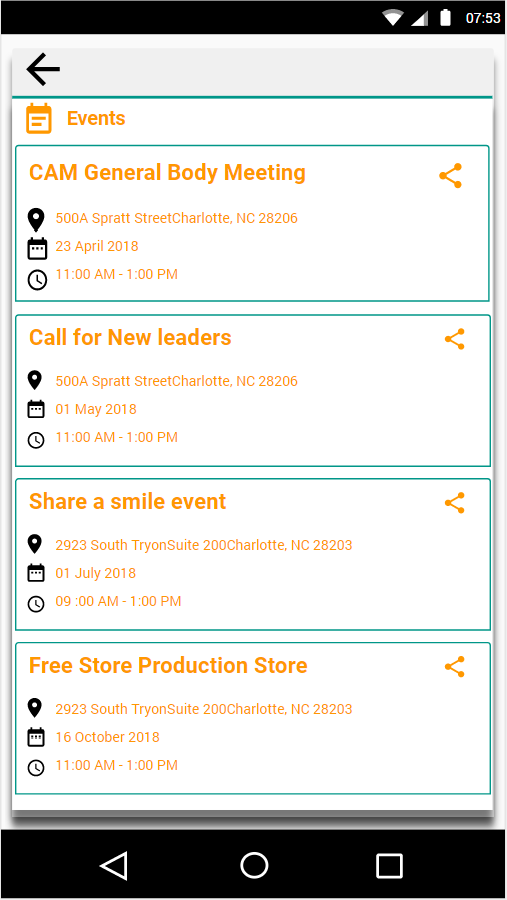 07:53
Events
CAM General Body Meeting
500A Spratt StreetCharlotte, NC 28206
23 April 2018
11:00 AM - 1:00 PM
Call for New leaders
500A Spratt StreetCharlotte, NC 28206
01 May 2018
11:00 AM - 1:00 PM
Share a smile event
2923 South TryonSuite 200Charlotte, NC 28203
01 July 2018
09 :00 AM - 1:00 PM
Free Store Production Store
2923 South TryonSuite 200Charlotte, NC 28203
16 October 2018
11:00 AM - 1:00 PM